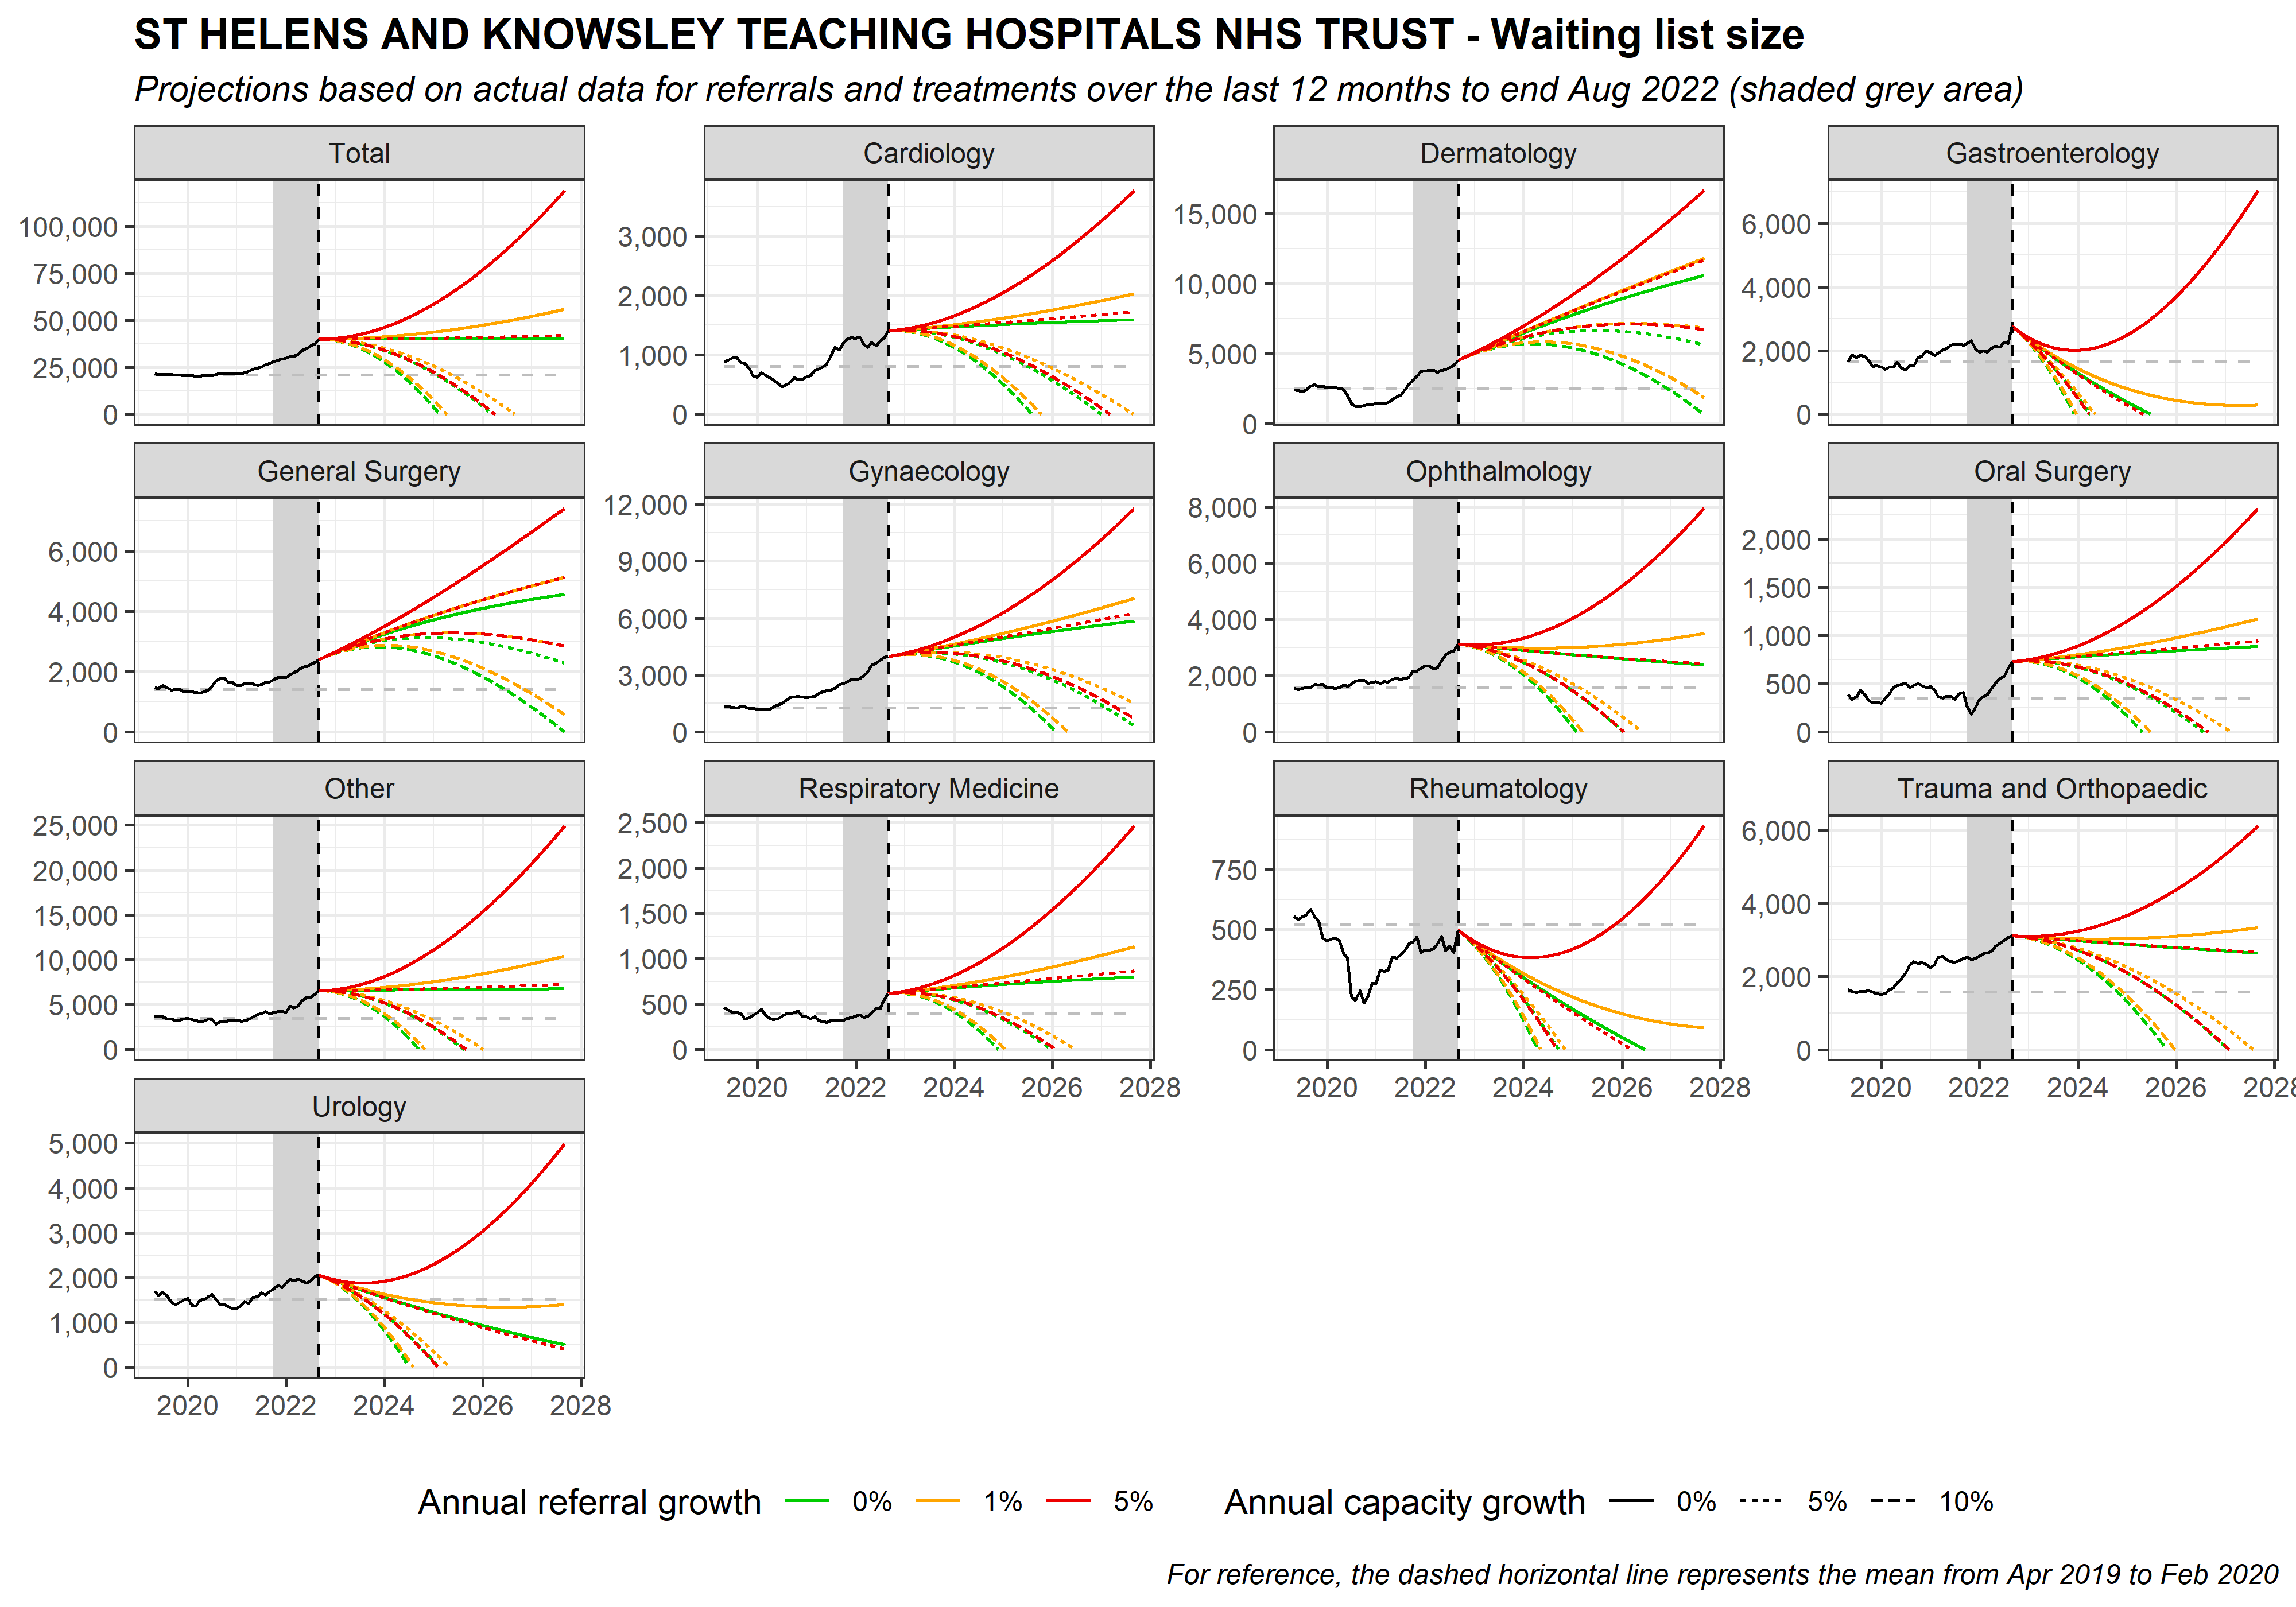 ST HELENS AND KNOWSLEY TEACHING HOSPITALS NHS TRUST - Waiting list size
Projections based on actual data for referrals and treatments over the last 12 months to end Aug 2022 (shaded grey area)
Total
100,000
75,000
50,000
25,000
0
Cardiology
3,000
2,000
1,000
0
Dermatology
15,000
10,000
5,000
0
Gastroenterology
6,000
4,000
2,000
0
General Surgery
6,000
4,000
2,000
0
Gynaecology
12,000
9,000
6,000
3,000
0
Ophthalmology
8,000
6,000
4,000
2,000
0
Oral Surgery
2,000
1,500
1,000
500
0
Other
25,000
20,000
15,000
10,000
5,000
0
Respiratory Medicine
2,500
2,000
1,500
1,000
500
0
2020 2022 2024 2026 2028
Rheumatology
750
500
250
0
2020 2022 2024 2026 2028
Trauma and Orthopaedic
6,000
4,000
2,000
0
2020 2022 2024 2026 2028
Urology
5,000
4,000
3,000
2,000
1,000
0
2020 2022 2024 2026 2028
Annual referral growth 0% 1% 5% Annual capacity growth 0% 5% 10%
For reference, the dashed horizontal line represents the mean from Apr 2019 to Feb 2020